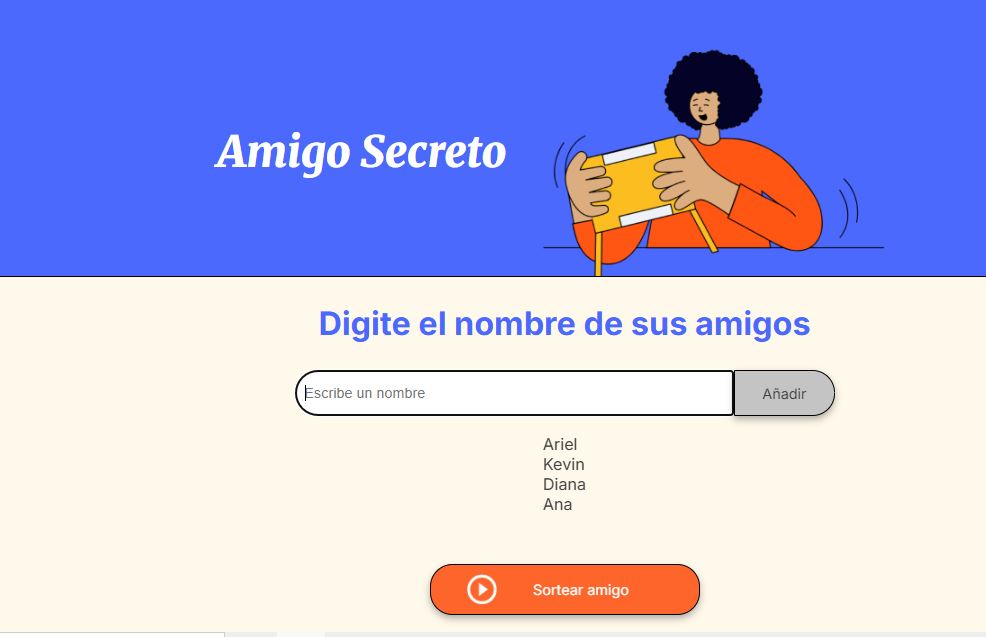 Amigo Secreto
Digite el nombre de sus amigos
Escribe un nombre
Añadir
Ariel
Kevin
Diana
Ana
Sortear amigo